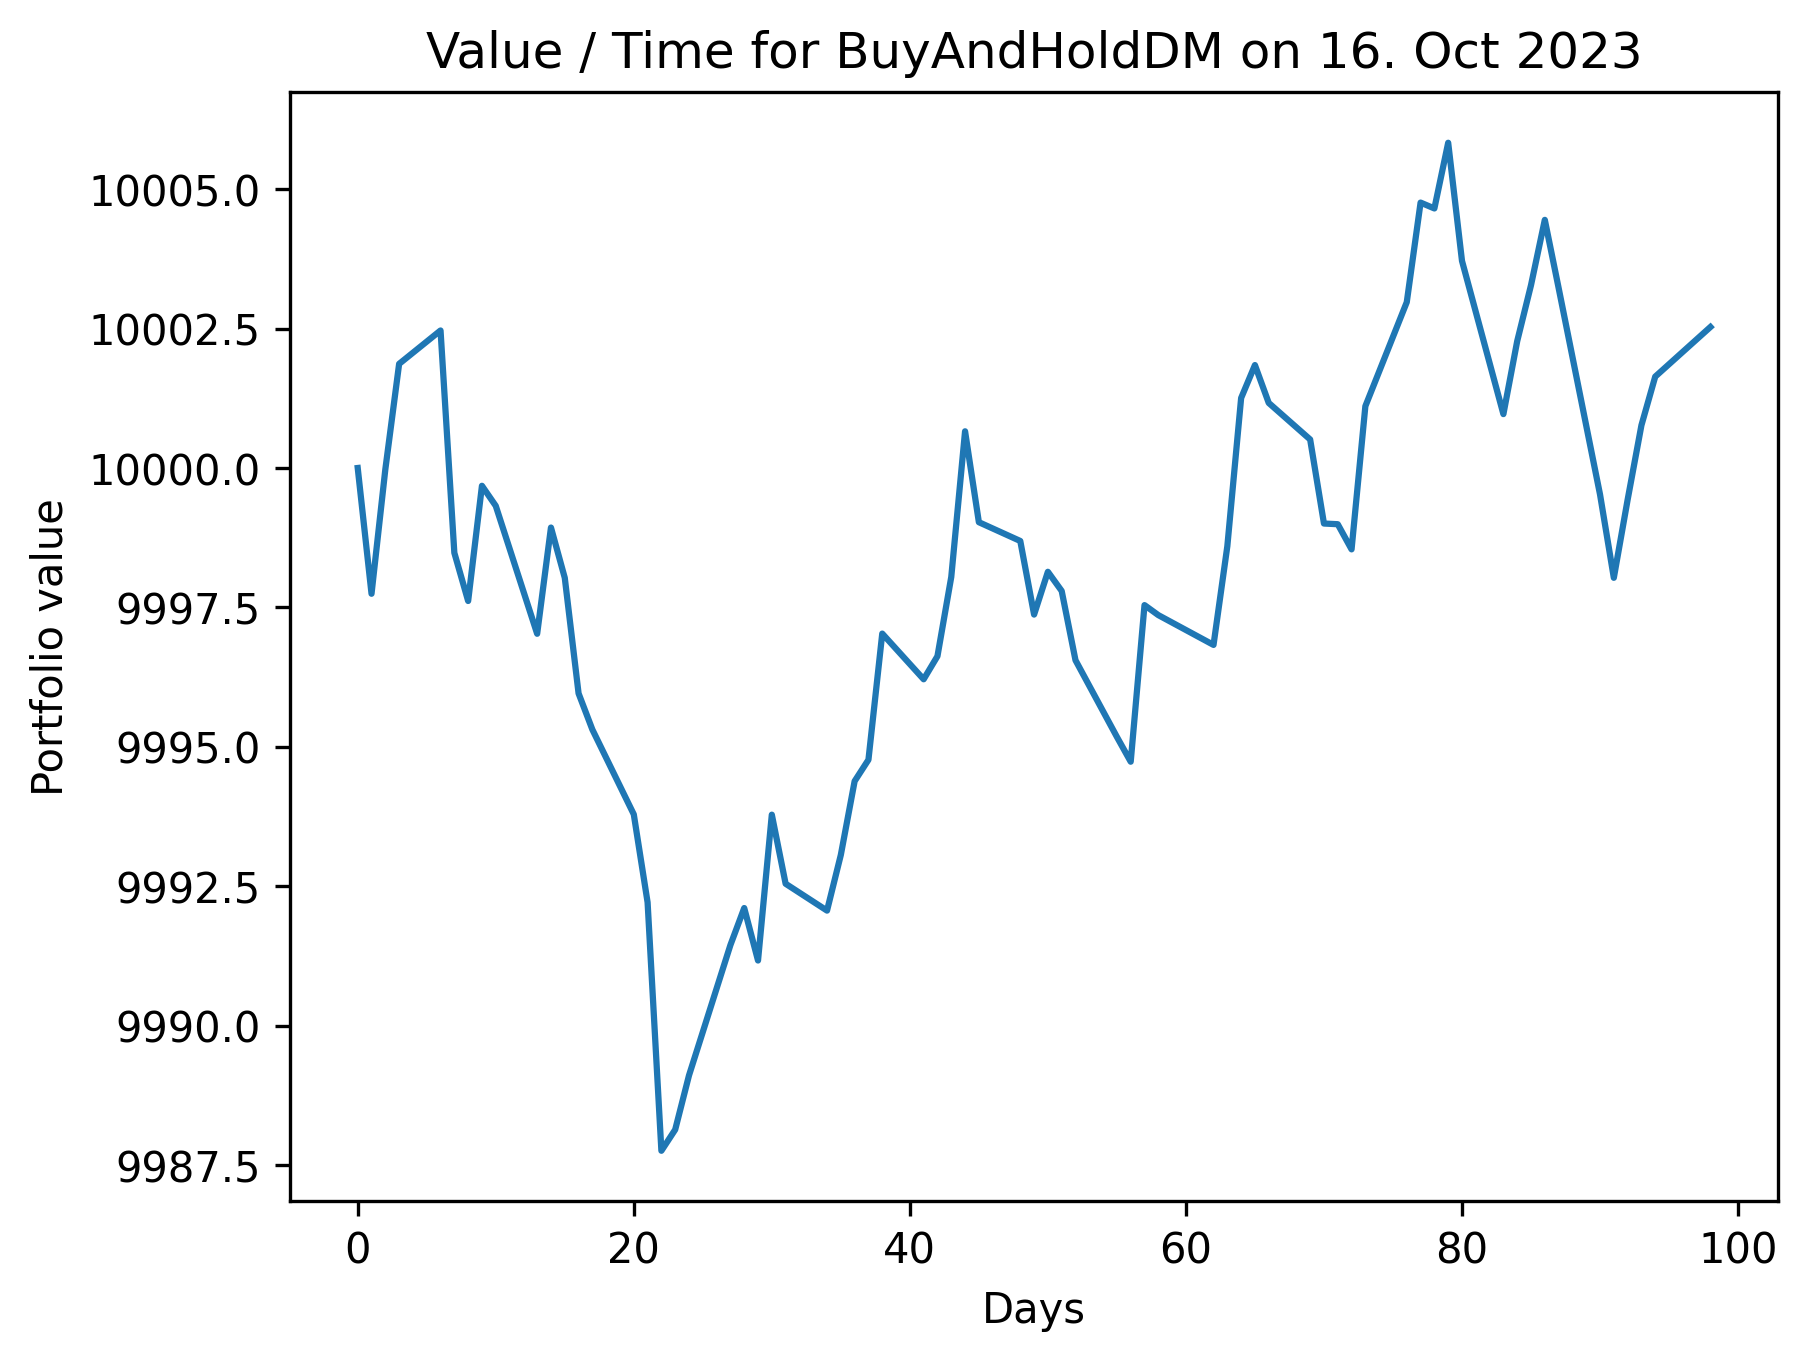 Value / Time for BuyAndHoldDM on 16. Oct 2023
Portfolio value
10005.0
10002.5
10000.0
9997.5
9995.0
9992.5
9990.0
9987.5
0 20 40 60 80 100
Days